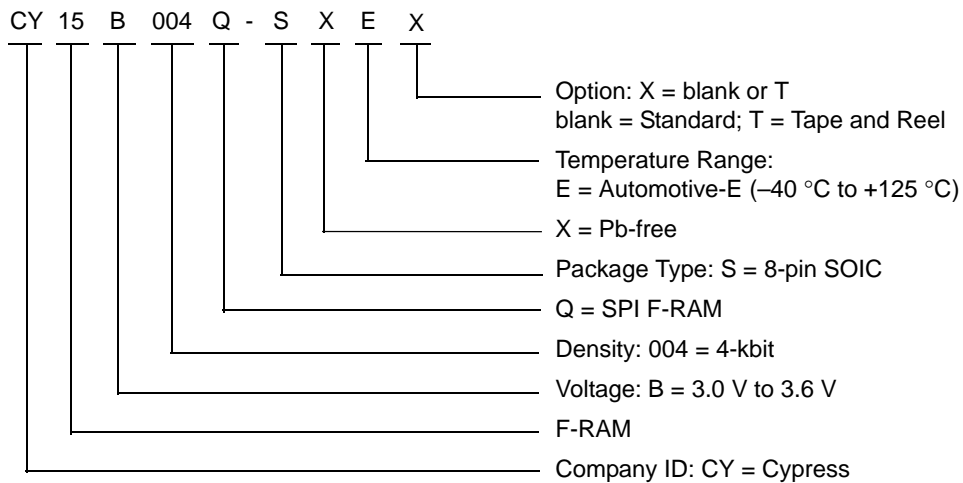 CY 15 B 004 Q - S X E X
Option: X = blank or T
blank = Standard; T = Tape and Reel
Temperature Range:
E = Automotive-E (–40 °C to +125 °C)
X = Pb-free
Package Type: S = 8-pin SOIC
Q = SPI F-RAM
Density: 004 = 4-kbit
Voltage: B = 3.0 V to 3.6 V
F-RAM
Company ID: CY = Cypress